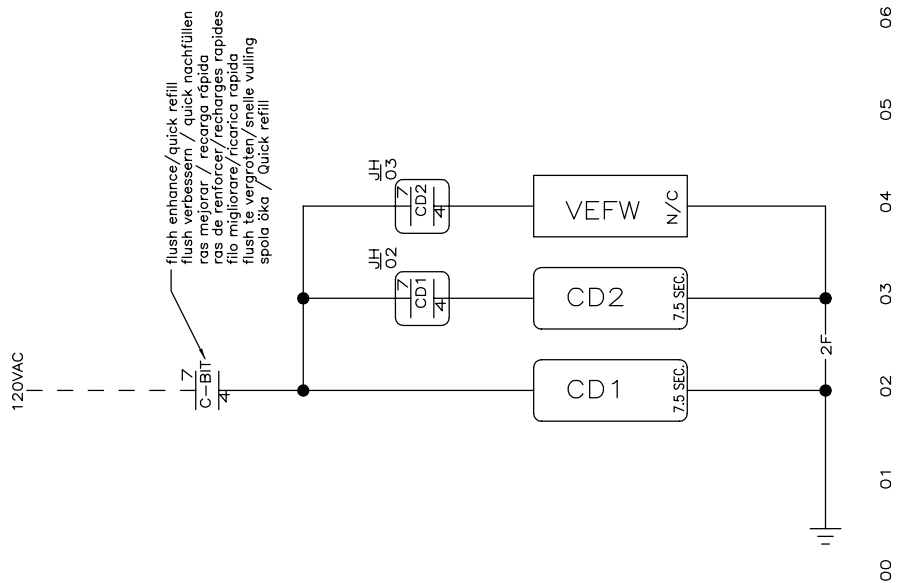 120VAC
7
C-BIT
4
flush enhance/quick refill
flush verbessern / quick nachfüllen
ras mejorar / recarga rápida
ras de renforcer/recharges rapides
filo migliorare/ricarica rapida
flush te vergroten/snelle vulling
spola öka / Quick refill
JH
02
7
CD1
4
JH
03
7
CD2
4
CD1
7.5 SEC.
CD2
7.5 SEC.
VEFW
N/C
2F
00
01
02
03
04
05
06